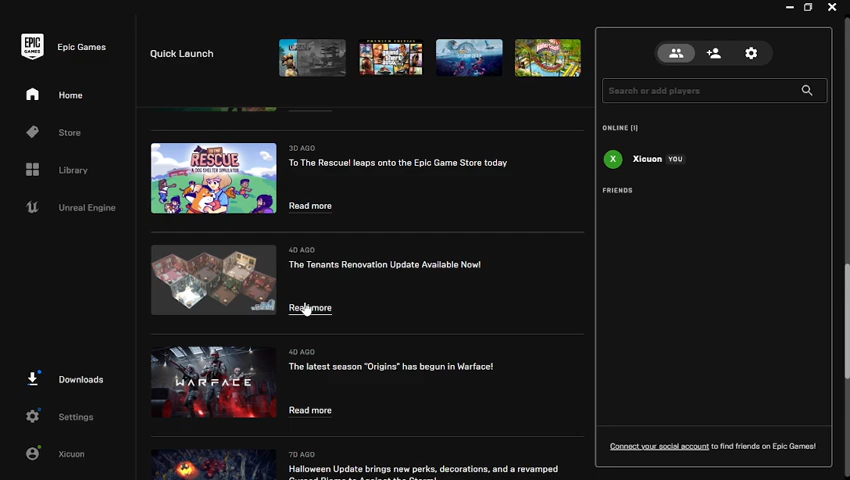 EPIC
GAMES
Epic Games
Quick Launch
Home
Store
Library
Unreal Engine
3D AGO
To The Rescue! leaps onto the Epic Game Store today
Read more
4D AGO
The Tenants Renovation Update Available Now!
Read more
4D AGO
The latest season "Origins" has begun in Warface!
Read more
7D AGO
Halloween Update brings new perks, decorations, and a revamped
RESCUE
WARFACE
Search or add players
ONLINE (1)
X
Xicuon YOU
FRIENDS
Connect your social account to find friends on Epic Games!
Downloads
Settings
Xicuon